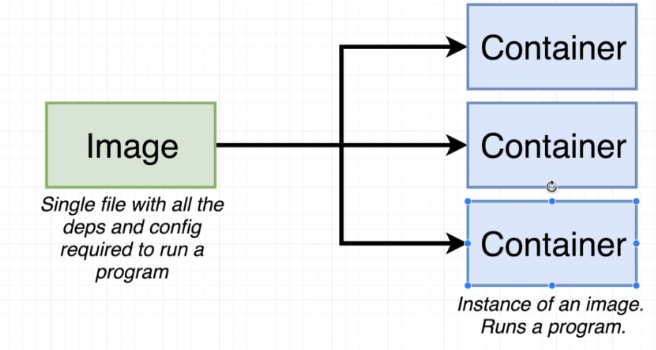 Container
Image
Single file with all the
deps and config
required to run a
program
Container
Container
Instance of an image.
Runs a program.